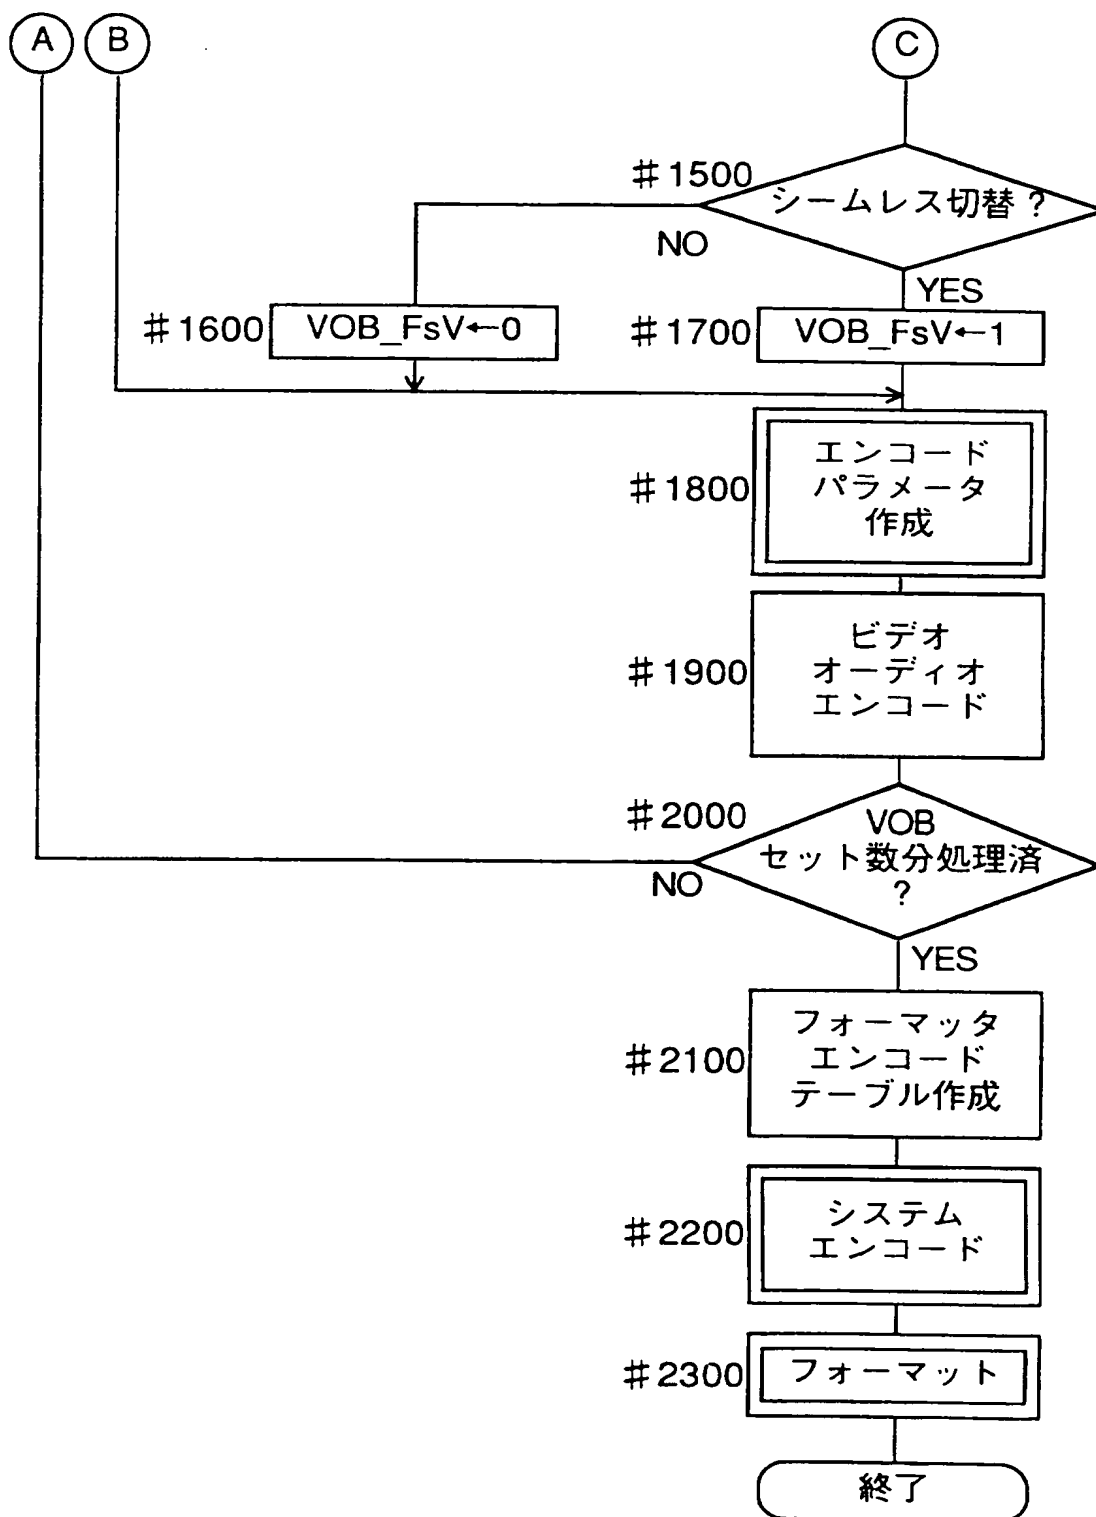 A
B
C
#1500
シームレス切替?
NO
YES
#1600
VOB_FsV←0
#1700
VOB_FsV←1
#1800
エンコード
パラメータ
作成
#1900
ビデオ
オーディオ
エンコード
#2000
VOB
セット数分処理済
?
NO
YES
#2100
フォーマッタ
エンコード
テーブル作成
#2200
システム
エンコード
#2300
フォーマット
終了